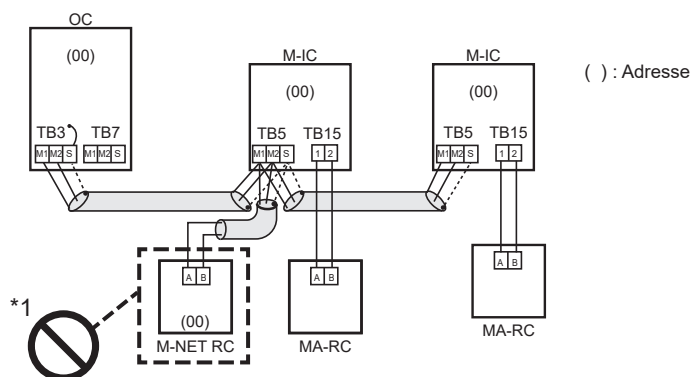 OC
(00)
TB3 TB7
M1 M2 S M1 M2 S
M-IC
(00)
TB5 TB15
M1 M2 S 1 2
M-IC
(00)
TB5 TB15
M1 M2 S 1 2
( ) : Adresse
*1
A B
(00)
M-NET RC
A B
MA-RC
A B
MA-RC